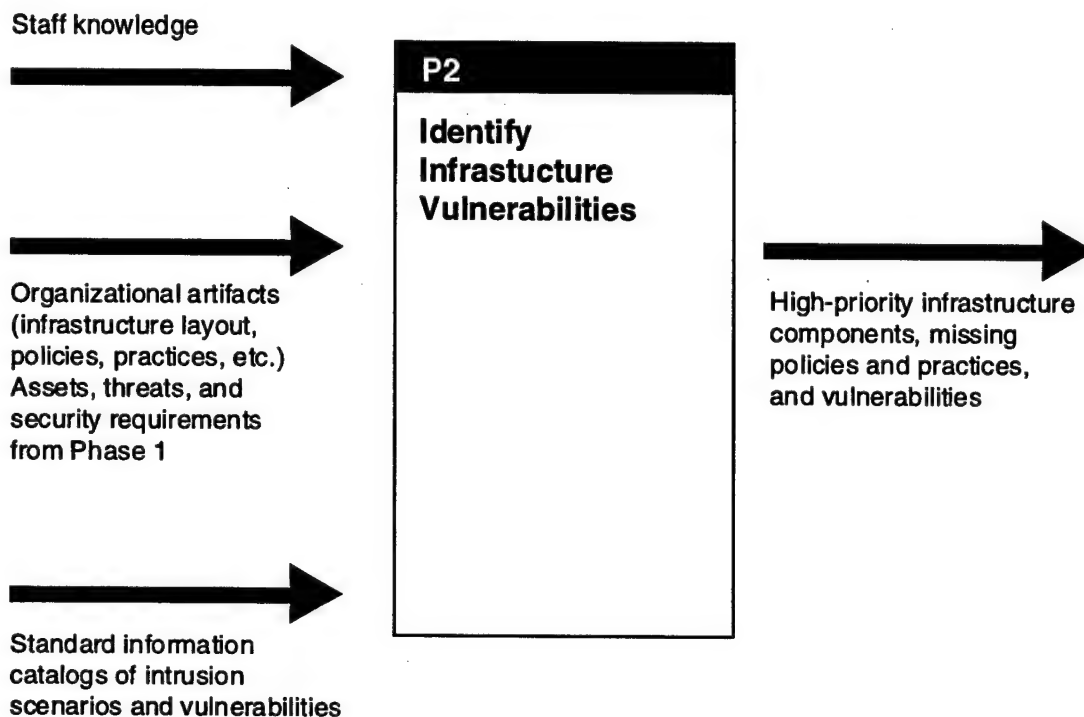 Staff knowledge
P2
Identify
Infrastucture
Vulnerabilities
Organizational artifacts
(infrastructure layout,
policies, practices, etc.)
Assets, threats, and
security requirements
from Phase 1
High-priority infrastructure
components, missing
policies and practices,
and vulnerabilities
Standard information
catalogs of intrusion
scenarios and vulnerabilities